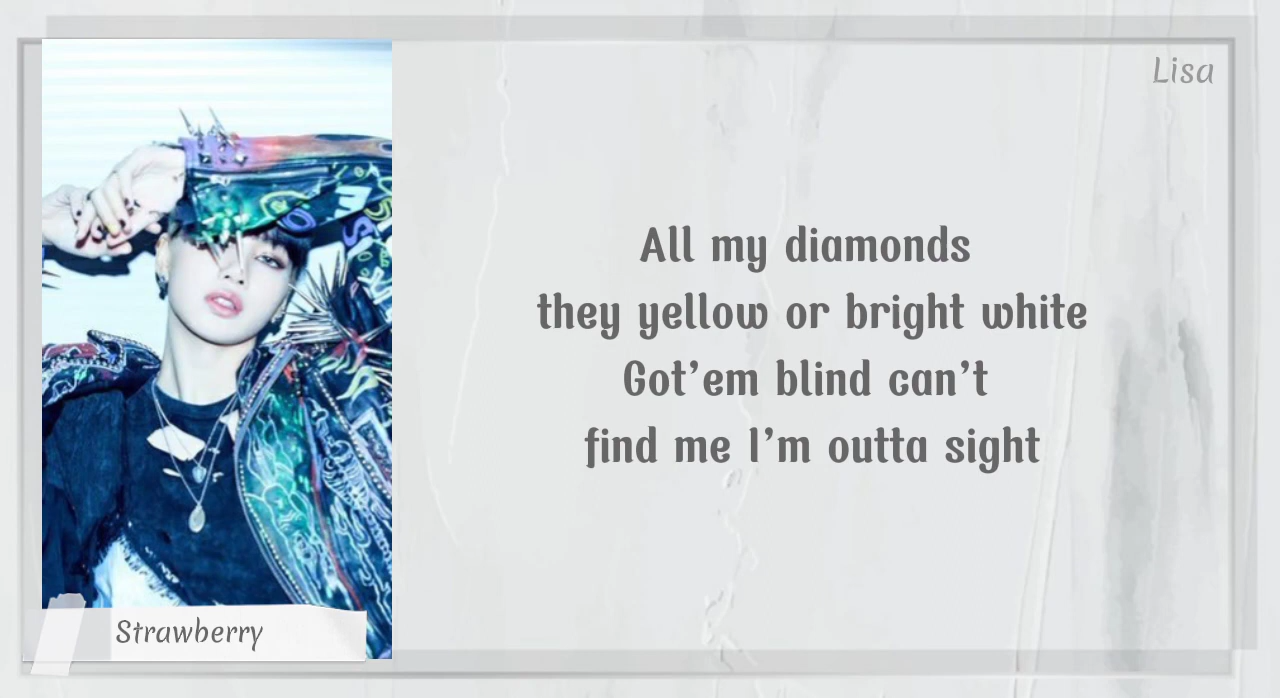 Lisa
All my diamonds
they yellow or bright white
Got'em blind can't
find me I'm outta sight
Strawberry